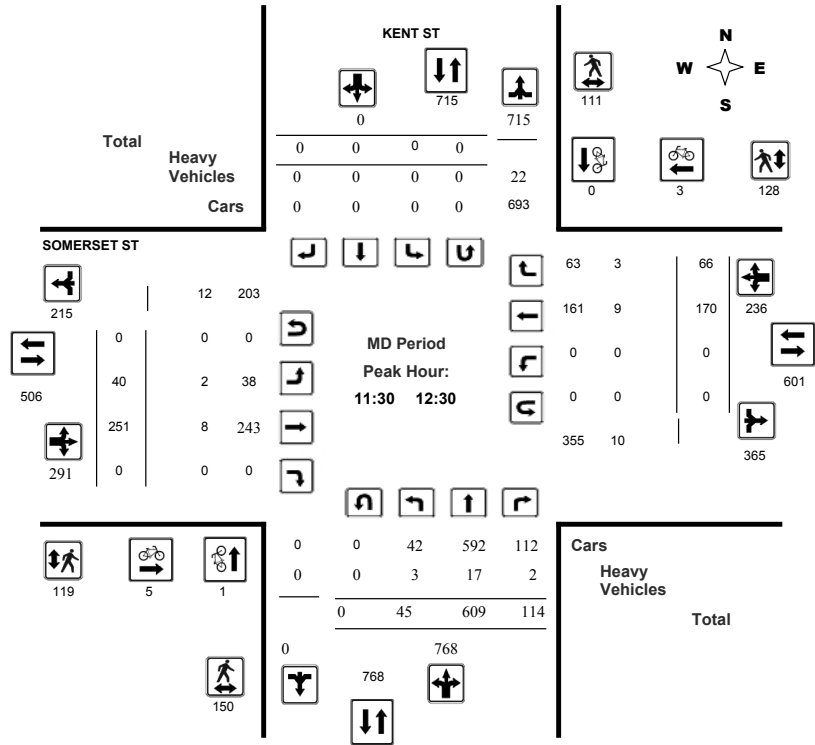 KENT ST
N
W E
S
715
111
0 715
Total 0 0 0 0
Heavy
Vehicles 0 0 0 0 22
0 3 128
Cars 0 0 0 0 693
SOMERSET ST
215 12 203
63 3 66
0 0 0
161 9 170 236
MD Period
506
40 2 38
Peak Hour:
0 0 0
601
11:30 12:30
251 8 243
0 0 0
355 10
365
291 0 0 0
0 0 42 592 112 Cars
0 0 3 17 2 Heavy
Vehicles
119 5 1
0 45 609 114 Total
0 768
768
150